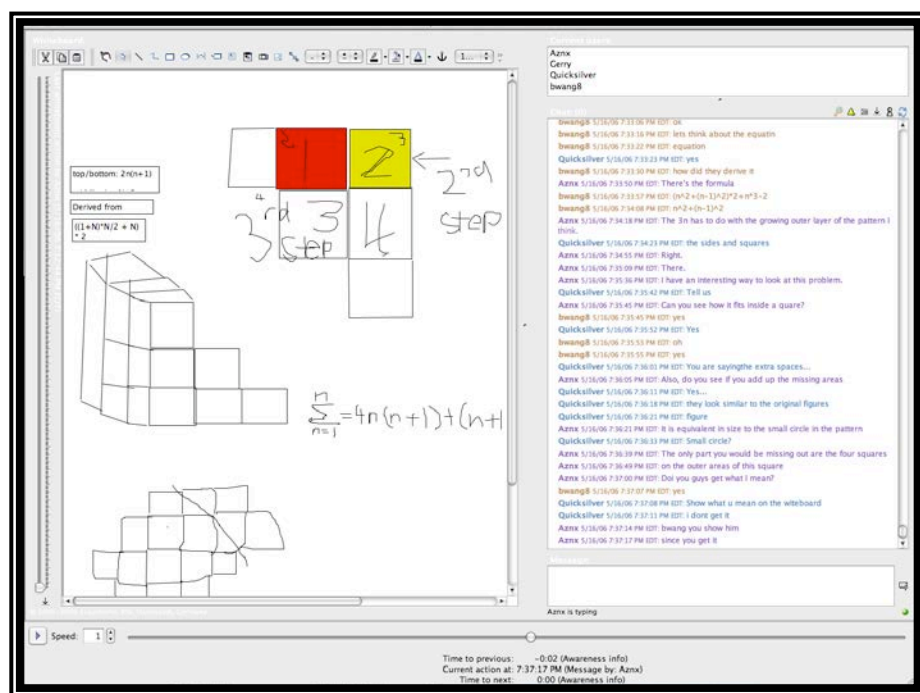 Current users
Aznx
Gerry
Quicksilver
bwang8
1...
top/bottom: 2n(n+1)
Derived from
((1+N)*N/2 + N)
* 2
2
1
3
2
2nd
step
4
3rd
step
3
4
n
Σ
n=1
=4n(n+1)+(n+1
bwang8 5/16/06 7:33:06 PM EDT: ok
bwang8 5/16/06 7:33:16 PM EDT: lets think about the equatin
bwang8 5/16/06 7:33:22 PM EDT: equation
Quicksilver 5/16/06 7:33:23 PM EDT: yes
bwang8 5/16/06 7:33:30 PM EDT: how did they derive it
Aznx 5/16/06 7:33:50 PM EDT: There's the formula
bwang8 5/16/06 7:33:57 PM EDT: (n^2+(n-1)^2)*2+n*3-2
bwang8 5/16/06 7:34:08 PM EDT: n^2+(n-1)^2
Aznx 5/16/06 7:34:18 PM EDT: The 3n has to do with the growing outer layer of the pattern I
think.
Quicksilver 5/16/06 7:34:23 PM EDT: the sides and squares
Aznx 5/16/06 7:34:55 PM EDT: Right.
Aznx 5/16/06 7:35:09 PM EDT: There.
Aznx 5/16/06 7:35:36 PM EDT: I have an interesting way to look at this problem.
Quicksilver 5/16/06 7:35:42 PM EDT: Tell us
Aznx 5/16/06 7:35:45 PM EDT: Can you see how it fits inside a quare?
bwang8 5/16/06 7:35:45 PM EDT: yes
Quicksilver 5/16/06 7:35:52 PM EDT: Yes
bwang8 5/16/06 7:35:53 PM EDT: oh
bwang8 5/16/06 7:35:55 PM EDT: yes
Quicksilver 5/16/06 7:36:01 PM EDT: You are sayingthe extra spaces...
Aznx 5/16/06 7:36:05 PM EDT: Also, do you see if you add up the missing areas
Quicksilver 5/16/06 7:36:11 PM EDT: Yes...
Quicksilver 5/16/06 7:36:18 PM EDT: they look similar to the original figures
Quicksilver 5/16/06 7:36:21 PM EDT: figure
Aznx 5/16/06 7:36:21 PM EDT: It is equivalent in size to the small circle in the pattern
Quicksilver 5/16/06 7:36:33 PM EDT: Small circle?
Aznx 5/16/06 7:36:39 PM EDT: The only part you would be missing out are the four squares
Aznx 5/16/06 7:36:49 PM EDT: on the outer areas of this square
Aznx 5/16/06 7:37:00 PM EDT: Doi you guys get what I mean?
bwang8 5/16/06 7:37:07 PM EDT: yes
Quicksilver 5/16/06 7:37:08 PM EDT: Show what u mean on the witeboard
Quicksilver 5/16/06 7:37:11 PM EDT: i dont get it
Aznx 5/16/06 7:37:14 PM EDT: bwang you show him
Aznx 5/16/06 7:37:17 PM EDT: since you get it
Message:
Aznx is typing
Speed: 1
Time to previous: -0:02 (Awareness info)
Current action at: 7:37:17 PM (Message by: Aznx)
Time to next: 0:00 (Awareness info)